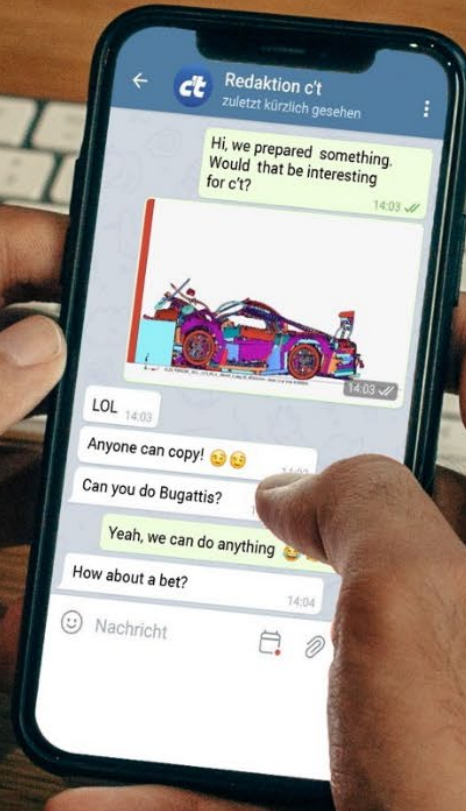 c't
Redaktion c't
zuletzt kürzlich gesehen
Hi, we prepared something.
Would that be interesting
for c't?
14:03
14:03
LOL 14:03
Anyone can copy! 😏😏
Can you do Bugattis?
Yeah, we can do anything
How about a bet?
14:04
Nachricht